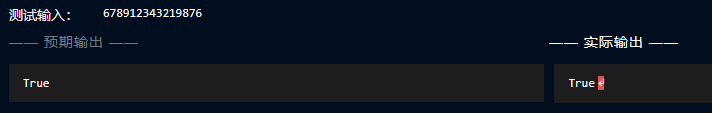 测试输入： 678912343219876
—— 预期输出 —— —— 实际输出 ——
True True↵